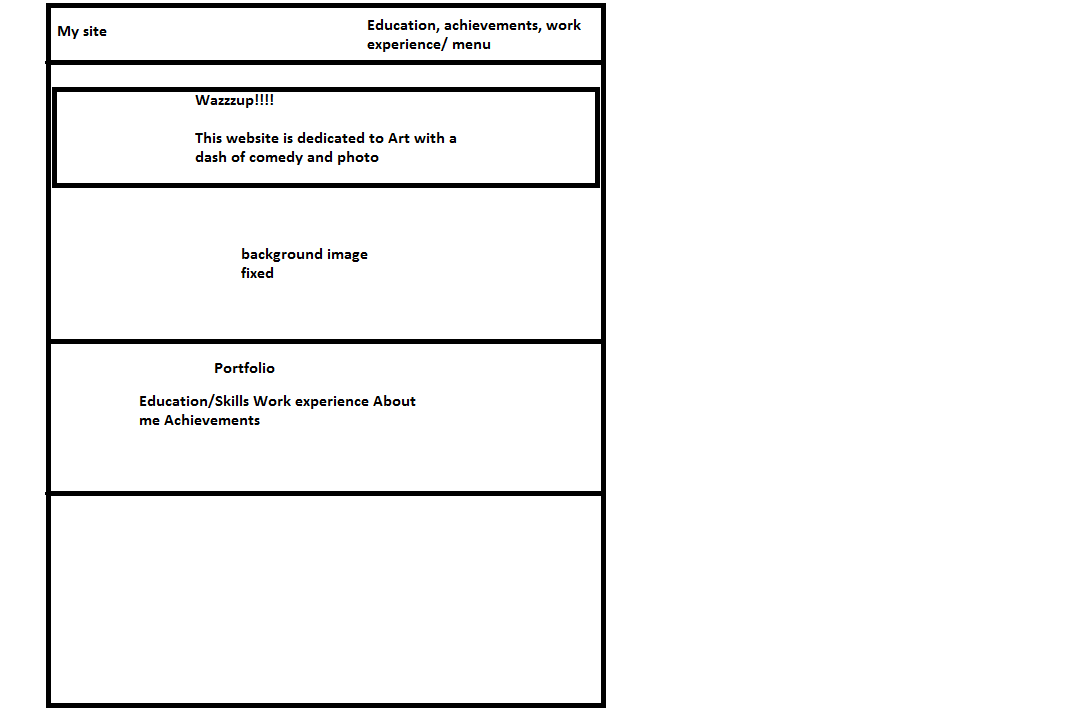 My site
Education, achievements, work
experience/ menu
Wazzzup!!!!
This website is dedicated to Art with a
dash of comedy and photo
background image
fixed
Portfolio
Education/Skills Work experience About
me Achievements